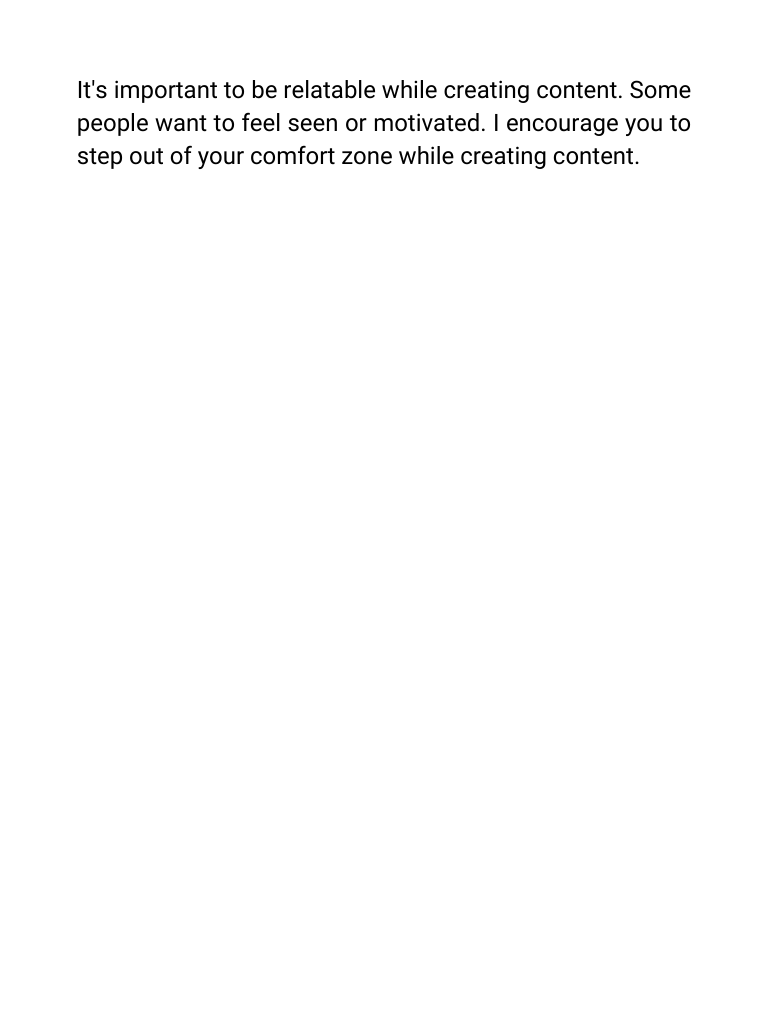 It's important to be relatable while creating content. Some
people want to feel seen or motivated. I encourage you to
step out of your comfort zone while creating content.